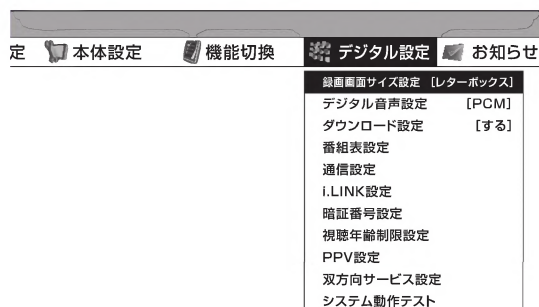 定 本体設定 機能切換 デジタル設定 お知らせ
録画画面サイズ設定 [レターボックス]
デジタル音声設定 [PCM]
ダウンロード設定 [する]
番組表設定
通信設定
i.LINK設定
暗証番号設定
視聴年齢制限設定
PPV設定
双方向サービス設定
システム動作テスト